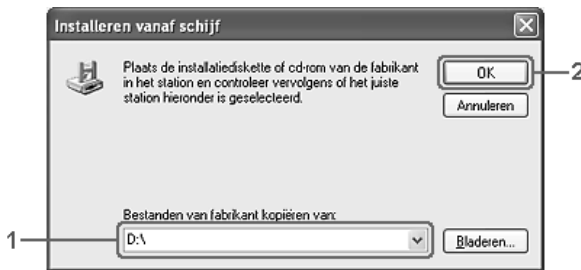 Installeren vanaf schijf
Plaats de installatiediskette of cd-rom van de fabrikant
in het station en controleer vervolgens of het juiste
station hieronder is geselecteerd.
OK
2
Annuleren
Bestanden van fabrikant kopiëren van:
1
D:\
Bladeren...